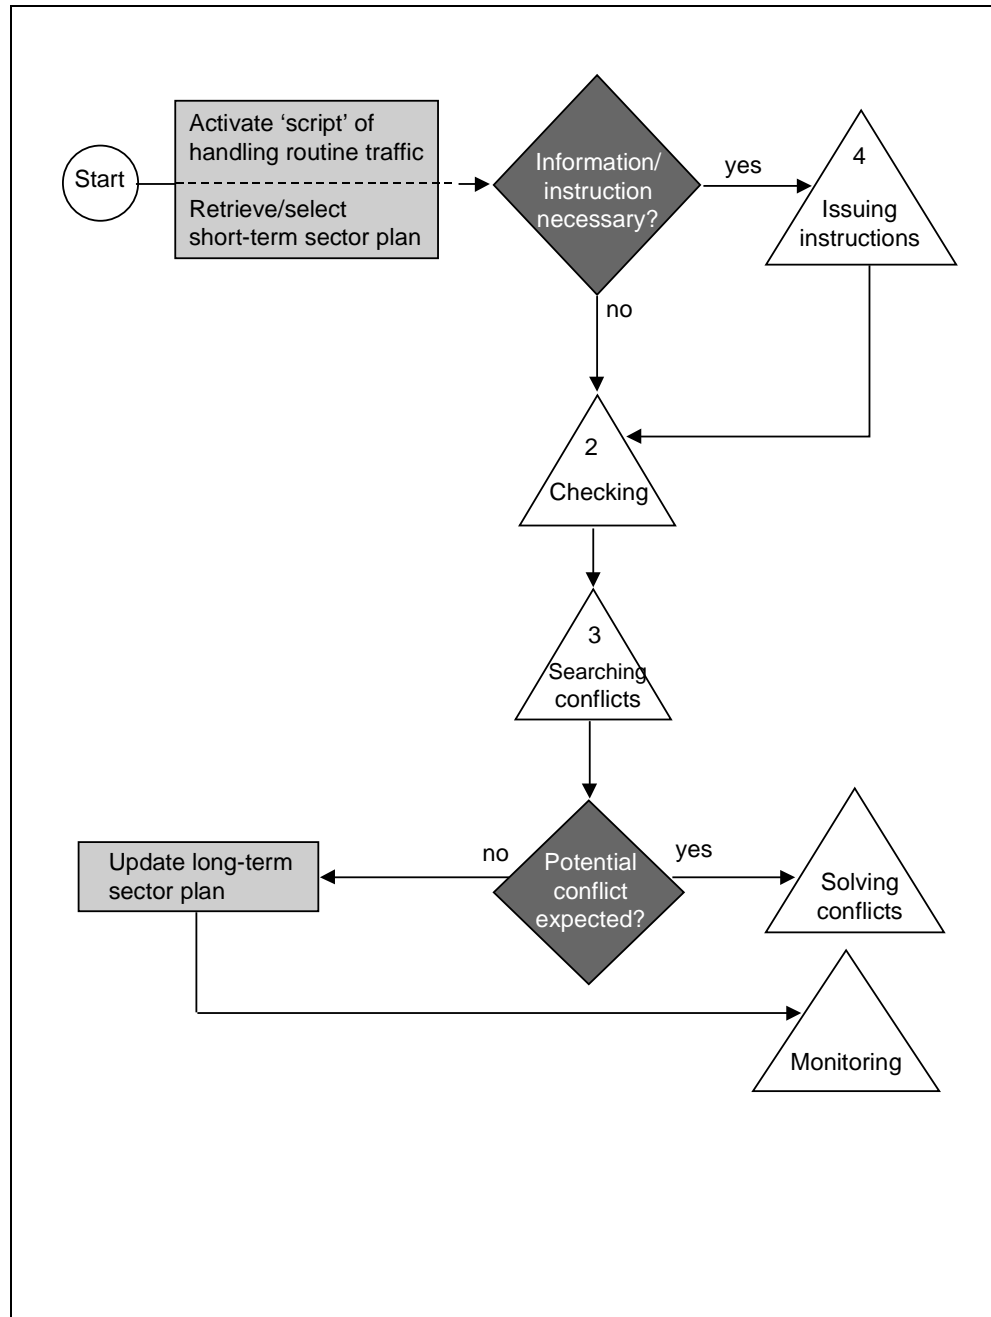 Start
Activate ‘script’ of
handling routine traffic
Retrieve/select
short-term sector plan
Information/
instruction
necessary?
yes
4
Issuing
instructions
no
2
Checking
3
Searching
conflicts
Potential
conflict
expected?
no
yes
Update long-term
sector plan
Solving
conflicts
Monitoring